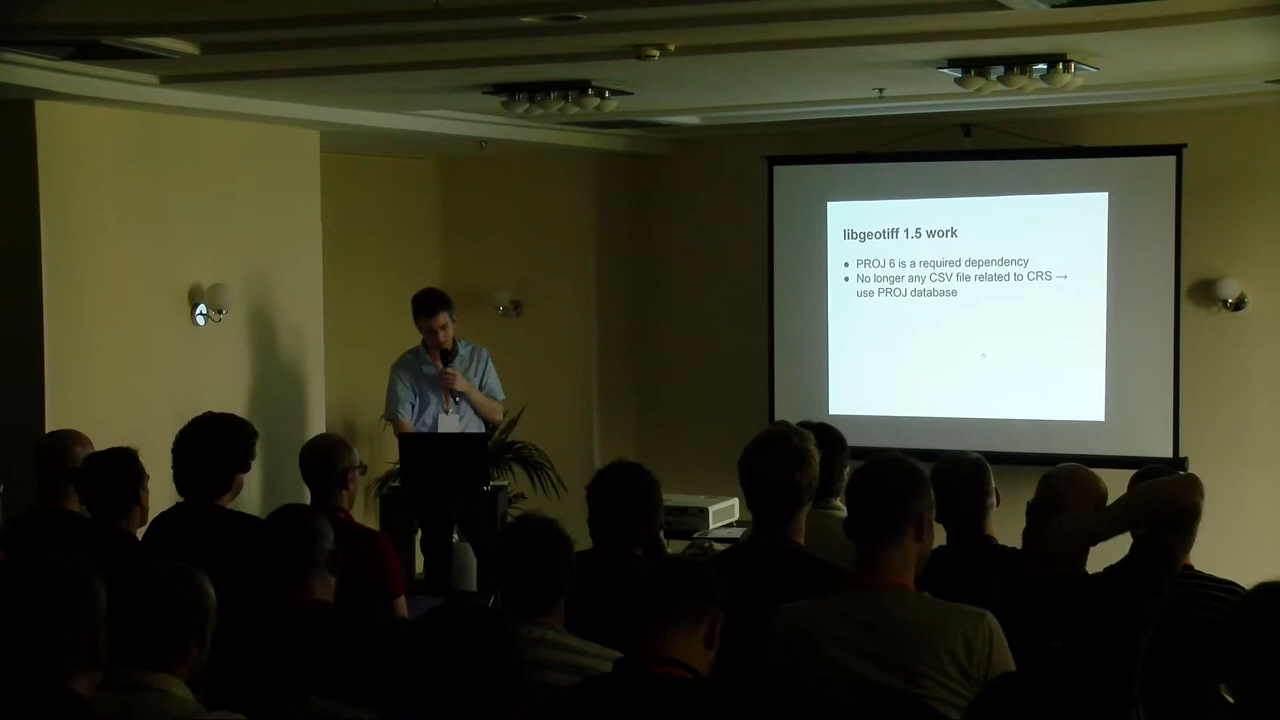 libgeotiff 1.5 work
● PROJ 6 is a required dependency
● No longer any CSV file related to CRS →
use PROJ database